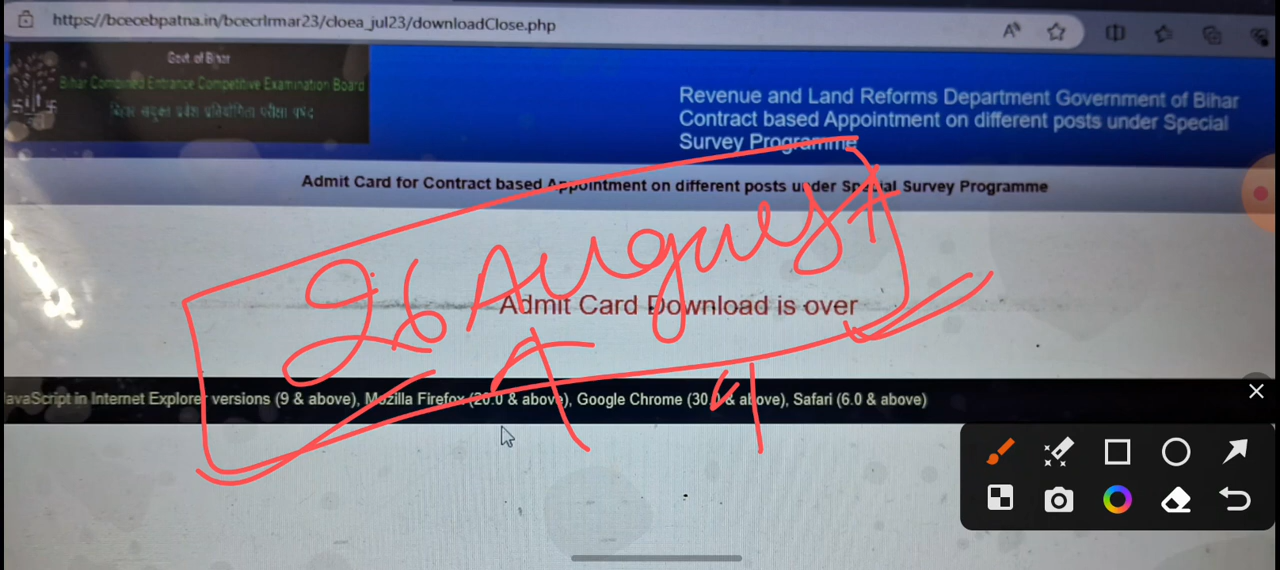 https://bcecebpatna.in/bcecrlrmar23/cloea_jul23/downloadClose.php
Govt. of Bihar
Bihar Combined Entrance Competitive Examination Board
बिहार संयुक्त प्रवेश प्रतियोगिता परीक्षा पर्षद
Revenue and Land Reforms Department Government of Bihar
Contract based Appointment on different posts under Special
Survey Programme
Admit Card for Contract based Appointment on different posts under Special Survey Programme
26 August
Admit Card Download is over
JavaScript in Internet Explorer versions (9 & above), Mozilla Firefox (20.0 & above), Google Chrome (30.0 & above), Safari (6.0 & above)